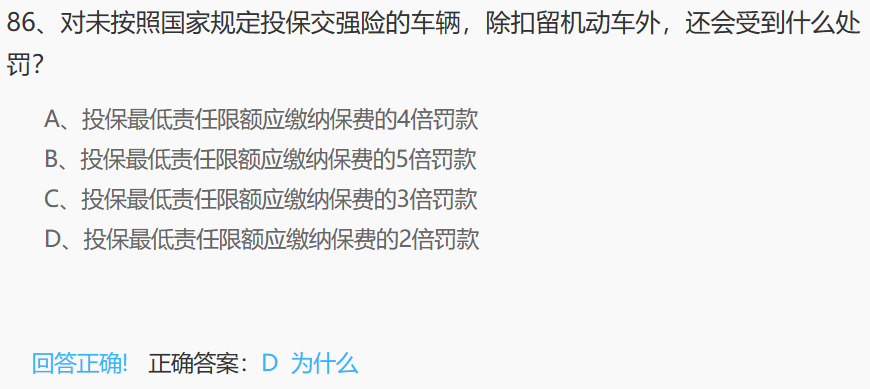 86、对未按照国家规定投保交强险的车辆，除扣留机动车外，还会受到什么处
罚？
A、投保最低责任限额应缴纳保费的4倍罚款
B、投保最低责任限额应缴纳保费的5倍罚款
C、投保最低责任限额应缴纳保费的3倍罚款
D、投保最低责任限额应缴纳保费的2倍罚款
回答正确! 正确答案：D 为什么